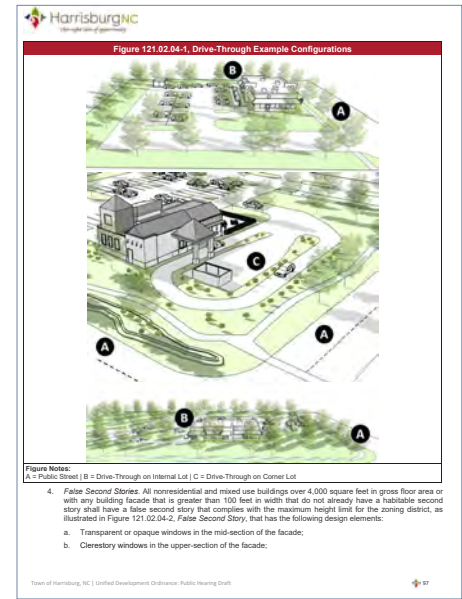 HarrisburgNC
The right side of opportunity
Figure 121.02.04-1, Drive-Through Example Configurations
B
A
C
A
A
B
A
Figure Notes:
A = Public Street | B = Drive-Through on Internal Lot | C = Drive-Through on Corner Lot
4. False Second Stories. All nonresidential and mixed use buildings over 4,000 square feet in gross floor area or
with any building facade that is greater than 100 feet in width that do not already have a habitable second
story shall have a false second story that complies with the maximum height limit for the zoning district, as
illustrated in Figure 121.02.04-2, False Second Story, that has the following design elements:
a. Transparent or opaque windows in the mid-section of the facade;
b. Clerestory windows in the upper-section of the facade;
Town of Harrisburg, NC | Unified Development Ordinance: Public Hearing Draft
97